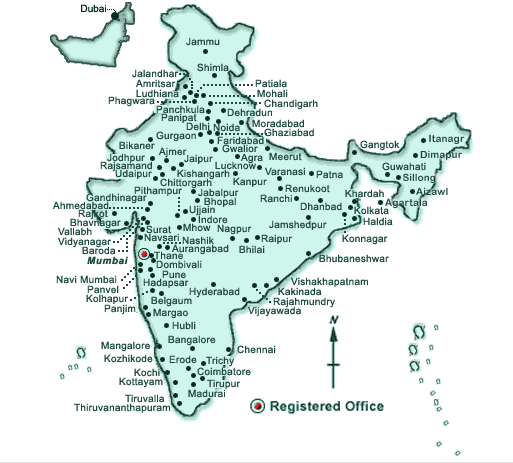 Dubai
Jammu
Shimla
Jalandhar
Amritsar
Patiala
Ludhiana
Mohali
Phagwara
Chandigarh
Panchkula
Dehradun
Panipat
Moradabad
Delhi Noida
Ghaziabad
Gurgaon
Faridabad
Bikaner
Gwalior
Gangtok
Itanagr
Ajmer
Agra Meerut
Dimapur
Jodhpur
Jaipur
Lucknow
Rajsamand
Kishangarh
Varanasi
Patna
Guwahati
Udaipur
Kanpur
Sillong
Chittorgarh
Renukoot
Pithampur
Jabalpur
Ranchi
Khardah
Aizawl
Gandhinagar
Bhopal
Dhanbad
Agartala
Ahmedabad
Ujjain
Kolkata
Rajkot
Indore
Jamshedpur
Haldia
Bhavnagar
Surat
Mhow
Nagpur
Vallabh
Vidyanagar
Navsari
Raipur
Konnagar
Nashik
Bhilai
Baroda
Aurangabad
Mumbai
Thane
Bhubaneshwar
Dombivali
Navi Mumbai
Pune
Vishakhapatnam
Panvel
Hadapsar
Hyderabad
Kakinada
Kolhapur
Belgaum
Rajahmundry
Panjim
Vijayawada
Margao
Hubli
N
Mangalore
Bangalore
Chennai
Kozhikode
Erode
Trichy
Kochi
Coimbatore
Kottayam
Tirupur
Madurai
Tiruvalla
Thiruvananthapuram
Registered Office